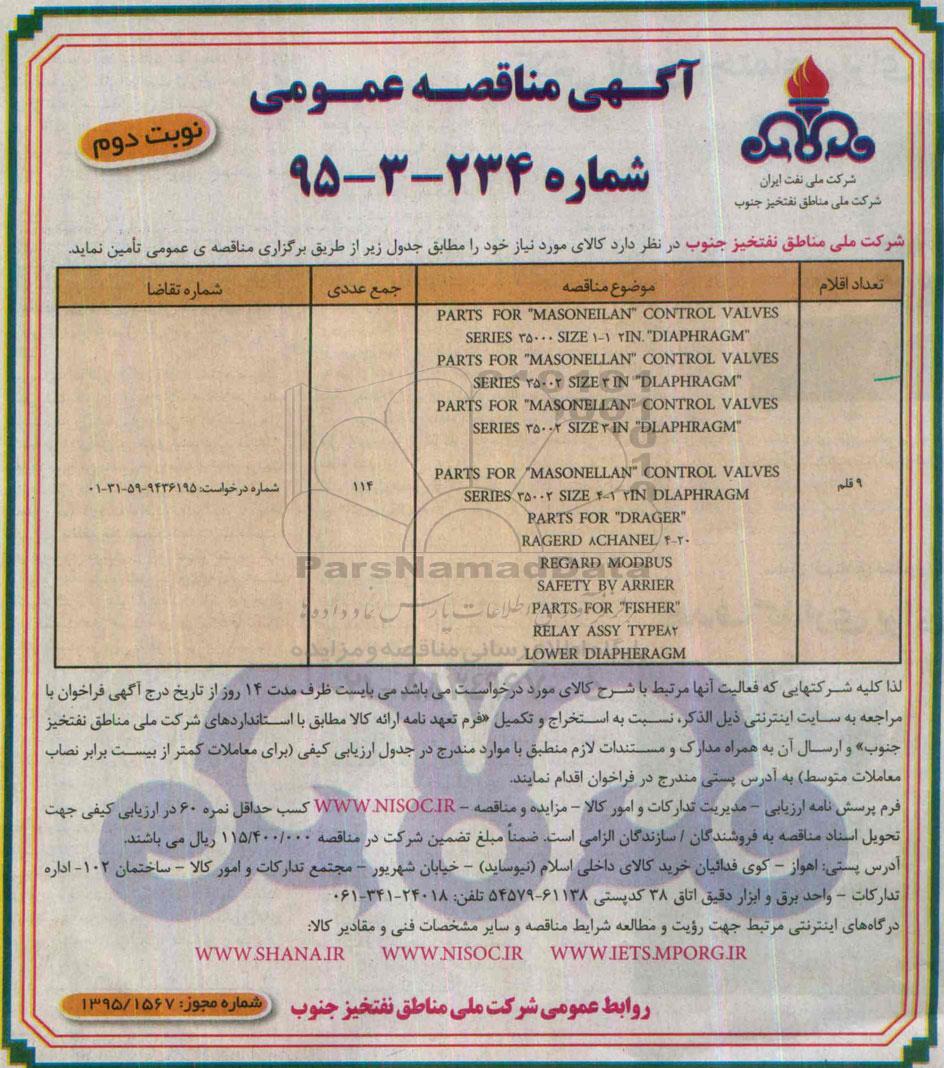 آگهی مناقصه عمومی
نوبت دوم
شماره ۲۳۴-۳-۹۵
شرکت ملی نفت ایران
شرکت ملی مناطق نفتخیز جنوب
شرکت ملی مناطق نفتخیز جنوب در نظر دارد کالای مورد نیاز خود را مطابق جدول زیر از طریق برگزاری مناقصه ی عمومی تأمین نماید.
تعداد اقلام موضوع مناقصه جمع عددی شماره تقاضا
PARTS FOR "MASONEILAN" CONTROL VALVES
SERIES ۳۵۰۰۰ SIZE ۱-۱ ۲IN. "DIAPHRAGM"
PARTS FOR "MASONELLAN" CONTROL VALVES
SERIES ۳۵۰۰۲ SIZE ۳ IN "DLAPHRAGM"
PARTS FOR "MASONELLAN" CONTROL VALVES
SERIES ۳۵۰۰۲ SIZE ۳ IN "DLAPHRAGM"
PARTS FOR "MASONELLAN" CONTROL VALVES
۹ قلم
SERIES ۳۵۰۰۲ SIZE ۴-۱ ۲IN DLAPHRAGM
۱۱۴
شماره درخواست: ۹۴۳۶۱۹۵-۵۹-۳۱-۰۱
PARTS FOR "DRAGER"
RAGERD ۸CHANEL ۴-۲۰
REGARD MODBUS
SAFETY BV ARRIER
PARTS FOR "FISHER"
RELAY ASSY TYPE۸۲
LOWER DIAPHERAGM
ParsNamadData
لذا کلیه شرکتهایی که فعالیت آنها مرتبط با شرح کالای مورد درخواست می باشد می بایست ظرف مدت ۱۴ روز از تاریخ درج آگهی فراخوان با
مراجعه به سایت اینترنتی ذیل الذکر، نسبت به استخراج و تکمیل «فرم تعهد نامه ارائه کالا مطابق با استانداردهای شرکت ملی مناطق نفتخیز
جنوب» و ارسال آن به همراه مدارک و مستندات لازم منطبق با موارد مندرج در جدول ارزیابی کیفی (برای معاملات کمتر از بیست برابر نصاب
معاملات متوسط) به آدرس پستی مندرج در فراخوان اقدام نمایند.
فرم پرسش نامه ارزیابی - مدیریت تدارکات و امور کالا - مزایده و مناقصه - WWW.NISOC.IR کسب حداقل نمره ۶۰ در ارزیابی کیفی جهت
تحویل اسناد مناقصه به فروشندگان / سازندگان الزامی است. ضمناً مبلغ تضمین شرکت در مناقصه ۱۱۵/۴۰۰/۰۰۰ ریال می باشند.
آدرس پستی: اهواز - کوی فدائیان خرید کالای داخلی اسلام (نیوساید) - خیابان شهریور - مجتمع تدارکات و امور کالا - ساختمان ۱۰۲- اداره
تدارکات - واحد برق و ابزار دقیق اتاق ۳۸ کدپستی ۶۱۱۳۸-۵۴۵۷۹ تلفن: ۲۴۰۱۸-۳۴۱-۰۶۱
درگاههای اینترنتی مرتبط جهت رؤیت و مطالعه شرایط مناقصه و سایر مشخصات فنی و مقادیر کالا:
WWW.SHANA.IR WWW.NISOC.IR WWW.IETS.MPORG.IR
روابط عمومی شرکت ملی مناطق نفتخیز جنوب
شماره مجوز: ۱۳۹۵/۱۵۶۷